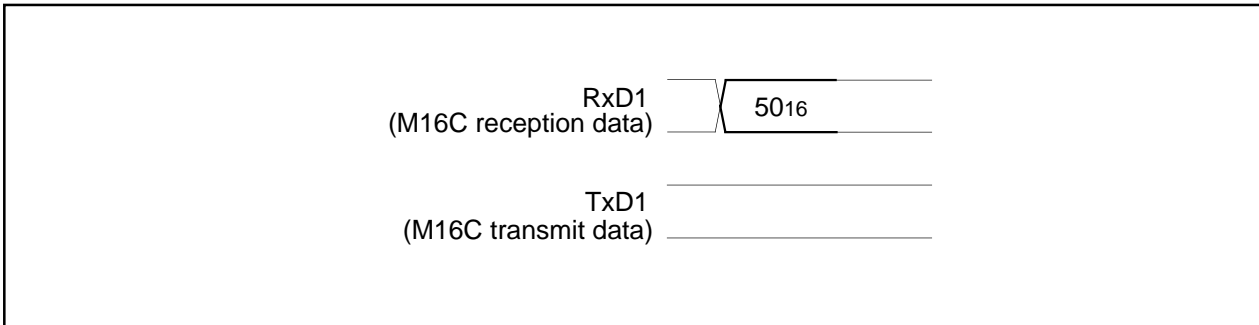 RxD1
(M16C reception data)
5016
TxD1
(M16C transmit data)